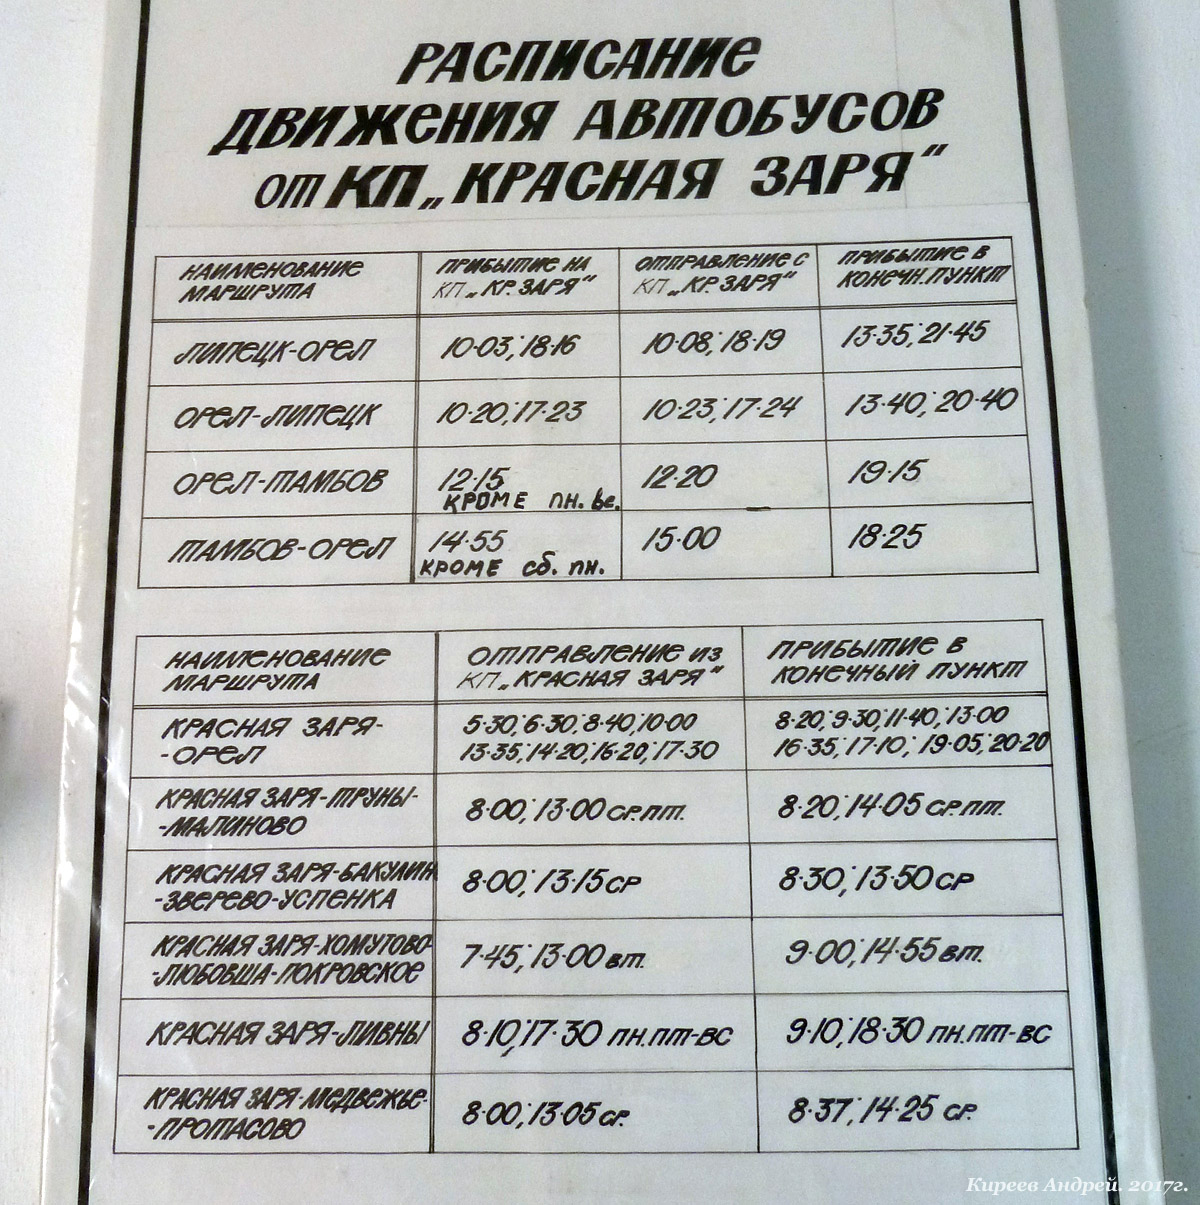 РАСПИСАНИЕ
ДВИЖЕНИЯ АВТОБУСОВ
от КП „КРАСНАЯ ЗАРЯ"
НАИМЕНОВАНИЕ МАРШРУТА ПРИБЫТИЕ НА КП „КР. ЗАРЯ" ОТПРАВЛЕНИЕ С КП „КР. ЗАРЯ" ПРИБЫТИЕ В КОНЕЧН. ПУНКТ
ЛИПЕЦК-ОРЕЛ 10·03; 18·16 10·08; 18·19 13·35; 21·45
ОРЕЛ-ЛИПЕЦК 10·20; 17·23 10·23; 17·24 13·40; 20·40
ОРЕЛ-ТАМБОВ 12·15 12·20 19·15
КРОМЕ пн. вс.
ТАМБОВ-ОРЕЛ 14·55 15·00 18·25
КРОМЕ сб. пн.
НАИМЕНОВАНИЕ МАРШРУТА ОТПРАВЛЕНИЕ ИЗ КП „КРАСНАЯ ЗАРЯ" ПРИБЫТИЕ В КОНЕЧНЫЙ ПУНКТ
КРАСНАЯ ЗАРЯ- 5·30; 6·30; 8·40; 10·00 8·20; 9·30; 11·40; 13·00
-ОРЕЛ 13·35; 14·20; 16·20; 17·30 16·35; 17·10; 19·05; 20·20
КРАСНАЯ ЗАРЯ-ТРУНЫ-
-МАЛИНОВО 8·00; 13·00 СР. ПТ. 8·20; 14·05 СР. ПТ.
КРАСНАЯ ЗАРЯ-БАКУЛИН
-ЗВЕРЕВО-УСПЕНКА 8·00; 13·15 СР 8·30; 13·50 СР
КРАСНАЯ ЗАРЯ-ХОМУТОВО-
-ЛЮБОВША-ПОКРОВСКОЕ 7·45; 13·00 ВТ. 9·00; 14·55 ВТ.
КРАСНАЯ ЗАРЯ-ЛИВНЫ 8·10; 17·30 ПН. ПТ-ВС 9·10; 18·30 ПН. ПТ-ВС
КРАСНАЯ ЗАРЯ-МЕДВЕЖЬЕ-
-ПРОТАСОВО 8·00; 13·05 СР. 8·37; 14·25 СР.
Киреев Андрей. 2017г.